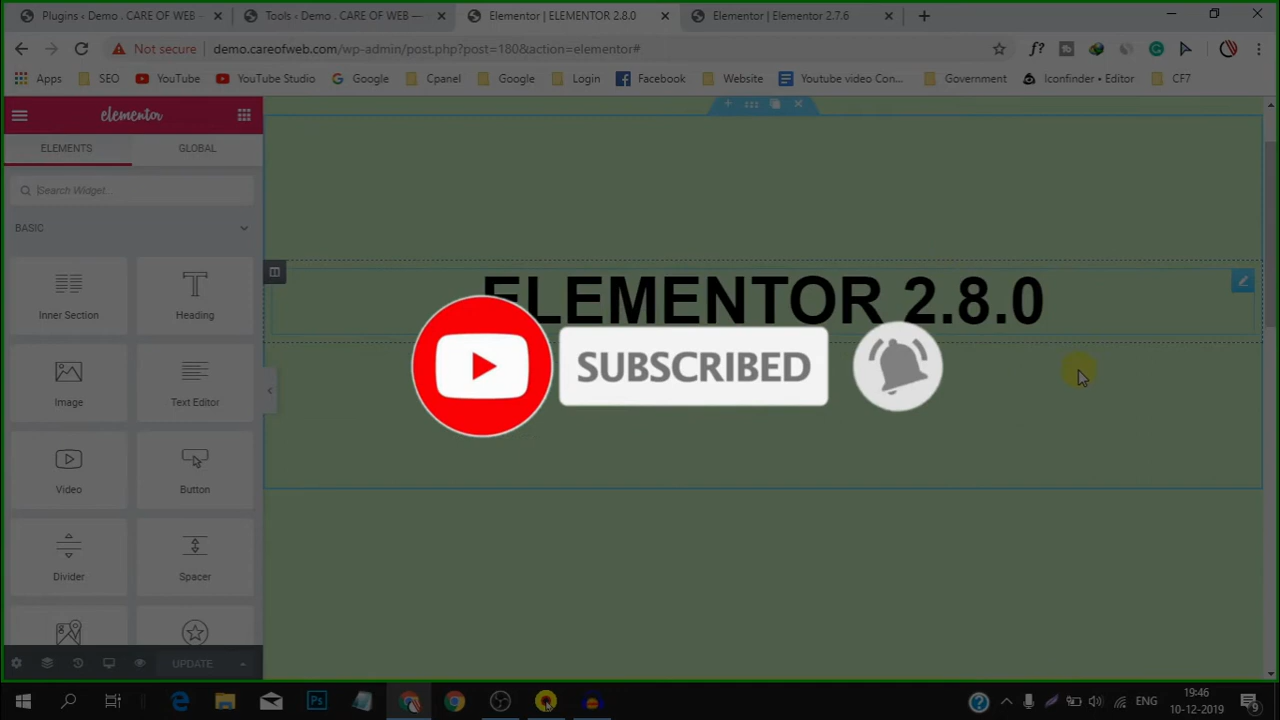 Plugins ‹ Demo . CARE OF WEB –
Tools ‹ Demo . CARE OF WEB —
Elementor | ELEMENTOR 2.8.0
Elementor | Elementor 2.7.6
Not secure
demo.careofweb.com/wp-admin/post.php?post=180&action=elementor#
f?
Apps
SEO
YouTube
YouTube Studio
Google
Cpanel
Google
Login
Facebook
Website
Youtube video Con...
Government
Iconfinder • Editor
CF7
elementor
ELEMENTS
GLOBAL
Search Widget...
BASIC
Inner Section
Heading
Image
Text Editor
Video
Button
Divider
Spacer
UPDATE
ELEMENTOR 2.8.0
SUBSCRIBED
Ps
ENG
19:46
10-12-2019
9